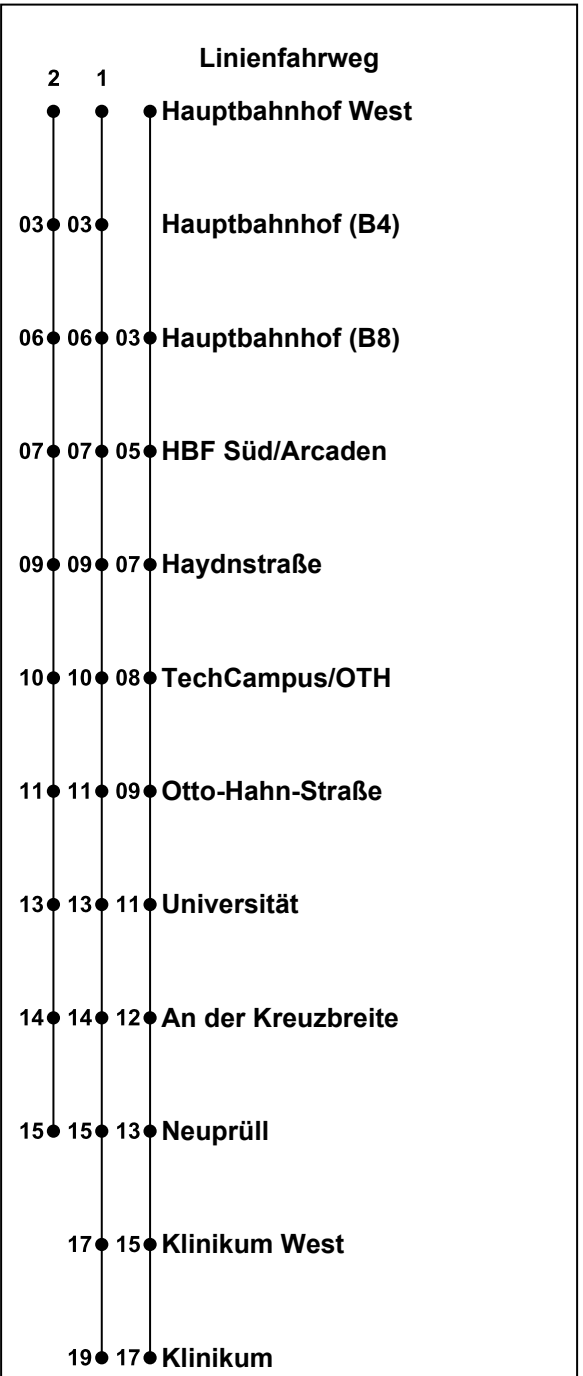 Linienfahrweg
2 1
Hauptbahnhof West
03 03 Hauptbahnhof (B4)
06 06 03 Hauptbahnhof (B8)
07 07 05 HBF Süd/Arcaden
09 09 07 Haydnstraße
10 10 08 TechCampus/OTH
11 11 09 Otto-Hahn-Straße
13 13 11 Universität
14 14 12 An der Kreuzbreite
15 15 13 Neuprüll
17 15 Klinikum West
19 17 Klinikum